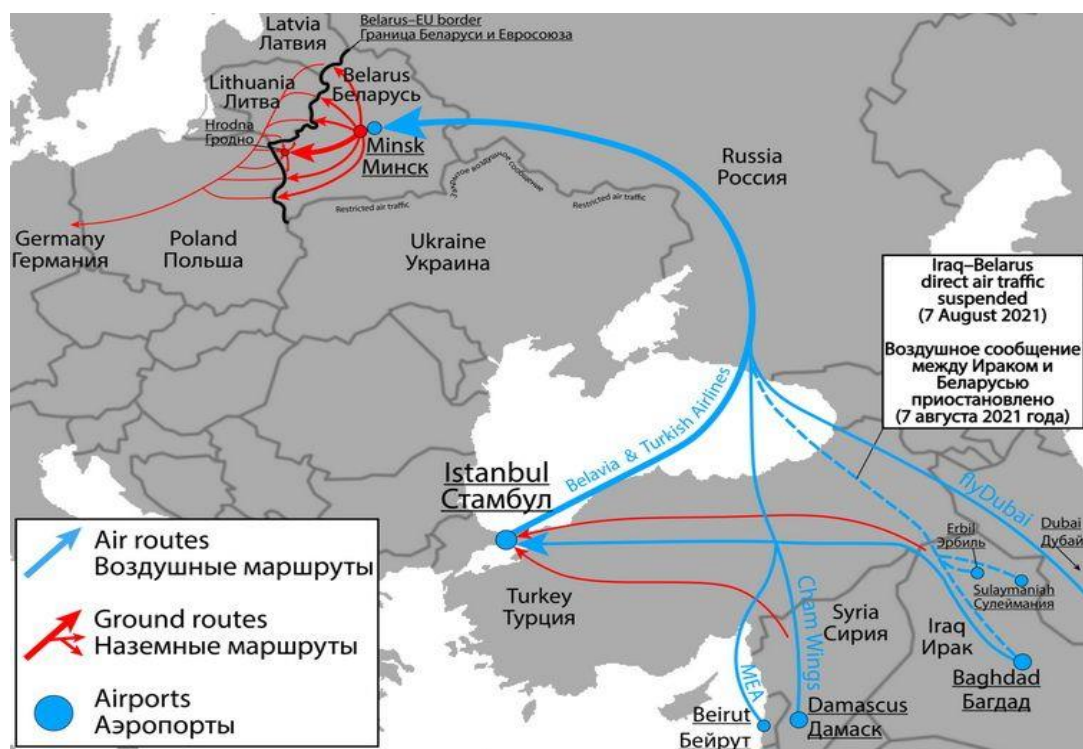 Belarus–EU border
Граница Беларуси и Евросоюза
Latvia
Латвия
Lithuania
Литва
Belarus
Беларусь
Hrodna
Гродно
Minsk
Минск
Russia
Россия
Restricted air traffic
Закрытое воздушное сообщение
Restricted air traffic
Germany
Германия
Poland
Польша
Ukraine
Украина
Iraq–Belarus
direct air traffic
suspended
(7 August 2021)
Воздушное сообщение
между Ираком и
Беларусью
приостановлено
(7 августа 2021 года)
Belavia & Turkish Airlines
Istanbul
Стамбул
flyDubai
Dubai
Дубай
Erbil
Эрбиль
Sulaymaniah
Сулеймания
Turkey
Турция
Cham Wings
Syria
Сирия
Iraq
Ирак
MEA
Baghdad
Багдад
Beirut
Бейрут
Damascus
Дамаск
Air routes
Воздушные маршруты
Ground routes
Наземные маршруты
Airports
Аэропорты